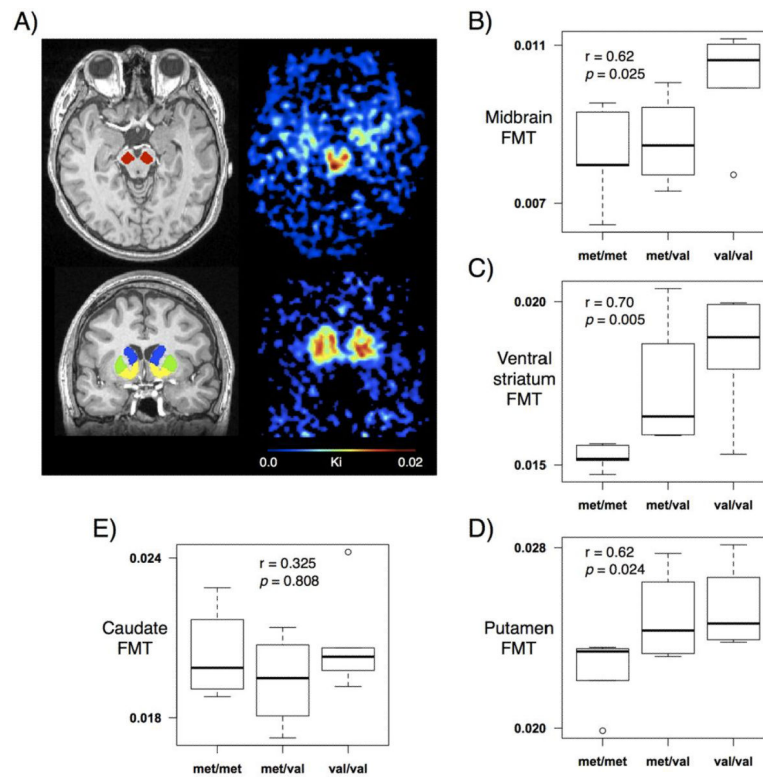 A)
0.0
Ki
0.02
B)
0.011
r = 0.62
p = 0.025
Midbrain
FMT
0.007
met/met
met/val
val/val
C)
0.020
r = 0.70
p = 0.005
Ventral
striatum
FMT
0.015
met/met
met/val
val/val
D)
0.028
r = 0.62
p = 0.024
Putamen
FMT
0.020
met/met
met/val
val/val
E)
0.024
r = 0.325
p = 0.808
Caudate
FMT
0.018
met/met
met/val
val/val